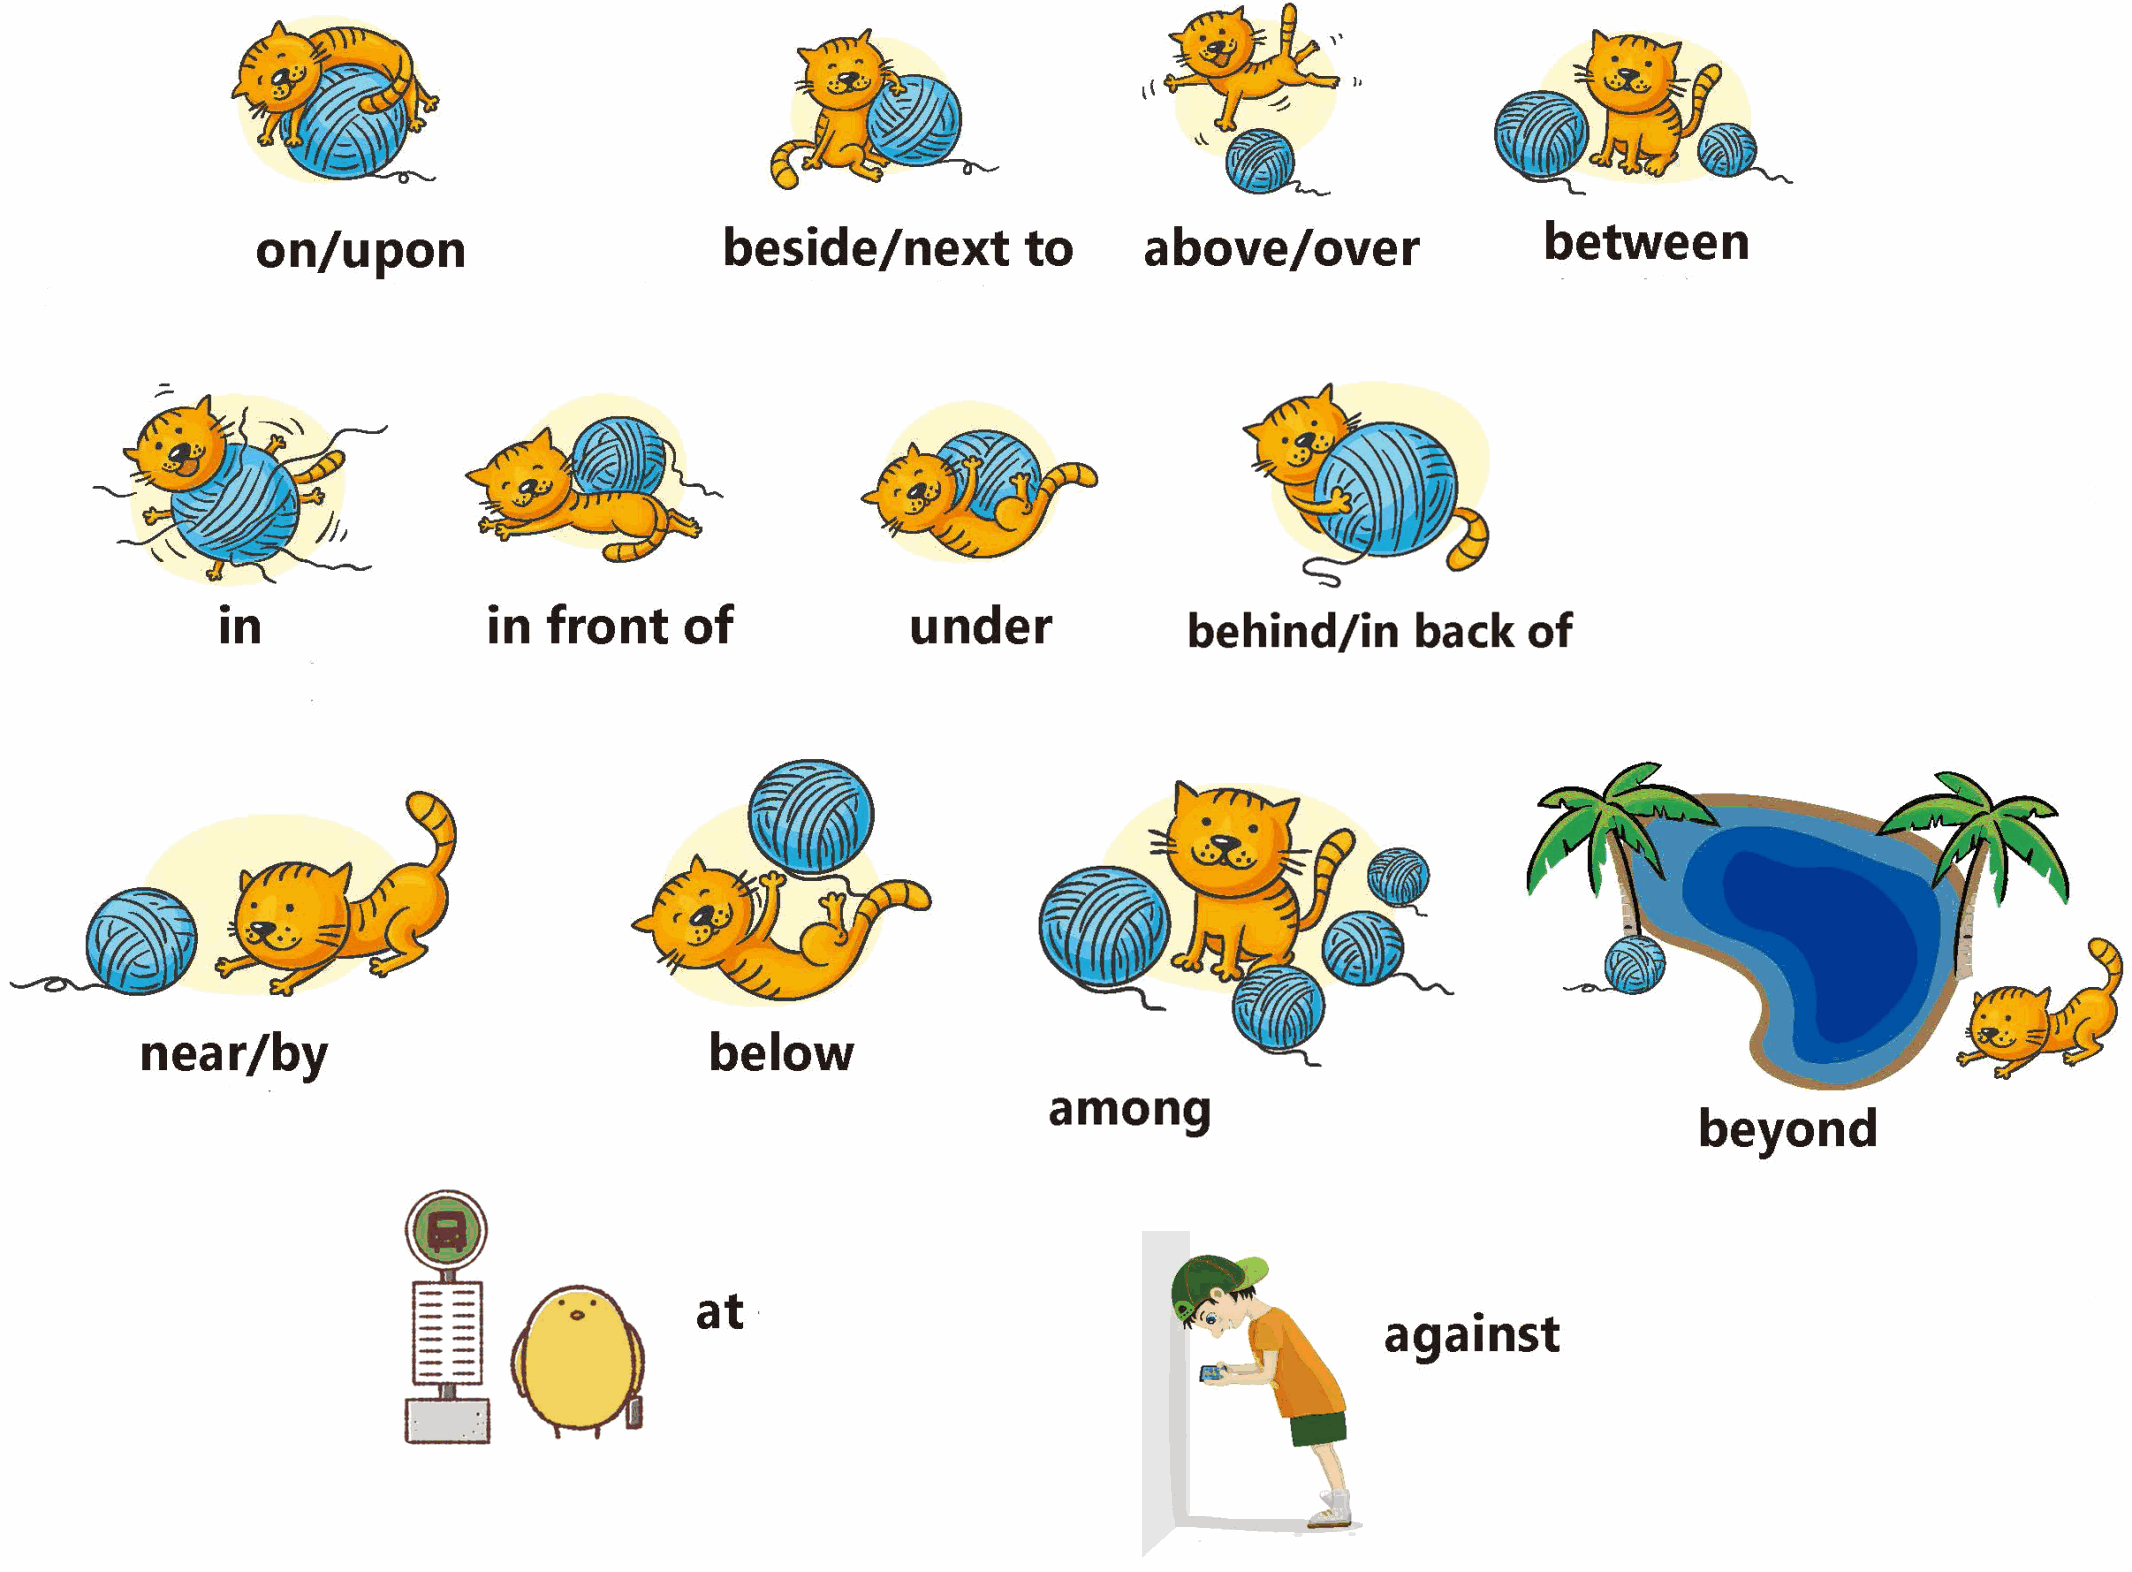 on/upon
beside/next to
above/over
between
in
in front of
under
behind/in back of
near/by
below
among
beyond
at
against